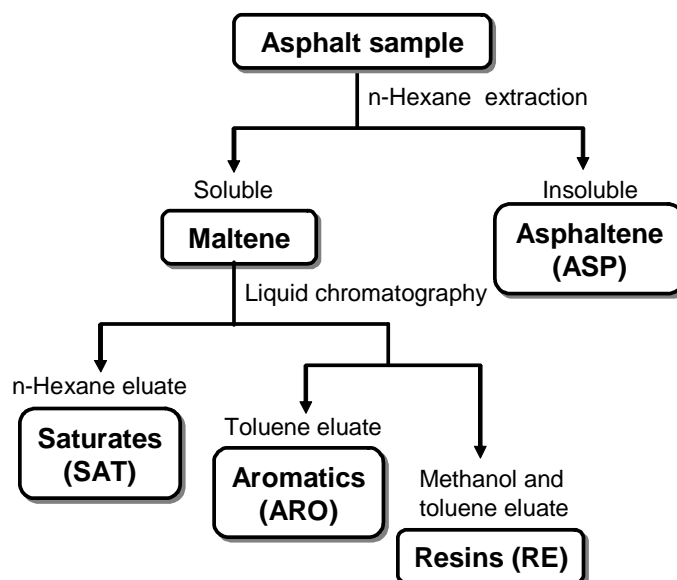 Asphalt sample
n-Hexane extraction
Soluble
Insoluble
Maltene
Asphaltene
(ASP)
Liquid chromatography
n-Hexane eluate
Saturates
(SAT)
Toluene eluate
Aromatics
(ARO)
Methanol and
toluene eluate
Resins (RE)